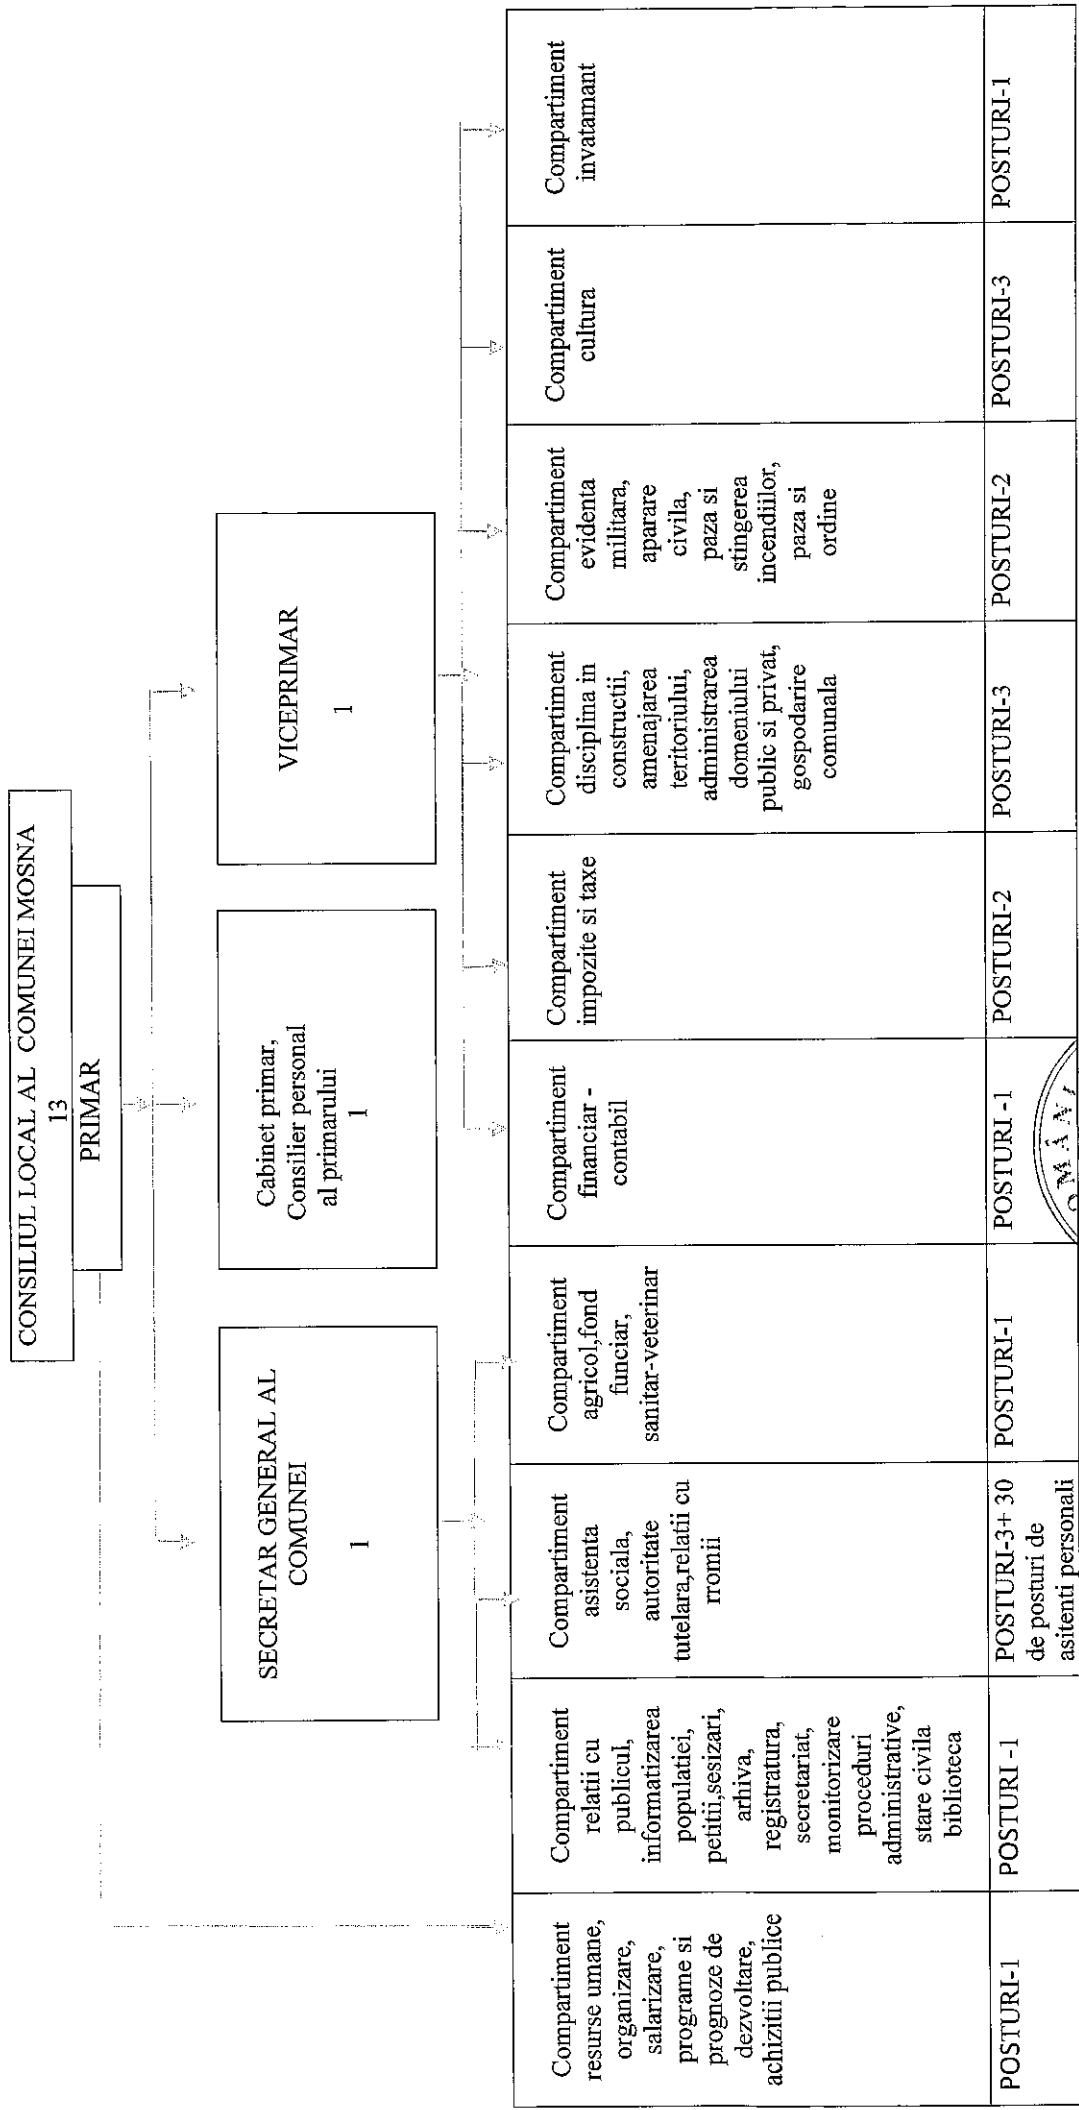 CONSILIUL LOCAL AL COMUNEI MOSNA
13
PRIMAR
SECRETAR GENERAL AL
COMUNEI
1
Cabinet primar,
Consilier personal
al primarului
1
VICEPRIMAR
1
Compartiment
resurse umane,
organizare,
salarizare,
programe si
prognoze de
dezvoltare,
achizitii publice
POSTURI-1
Compartiment
relatii cu
publicul,
informatizarea
populatiei,
petitii,sesizari,
arhiva,
registratura,
secretariat,
monitorizare
proceduri
administrative,
stare civila
biblioteca
POSTURI -1
Compartiment
asistenta
sociala,
autoritate
tutelara,relatii cu
rromii
POSTURI-3+ 30
de posturi de
asitenti personali
Compartiment
agricol,fond
funciar,
sanitar-veterinar
POSTURI-1
Compartiment
financiar -
contabil
POSTURI -1
Compartiment
impozite si taxe
POSTURI-2
Compartiment
disciplina in
constructii,
amenajarea
teritoriului,
administrarea
domeniului
public si privat,
gospodarire
comunala
POSTURI-3
Compartiment
evidenta
militara,
aparare
civila,
paza si
stingerea
incendiilor,
paza si
ordine
POSTURI-2
Compartiment
cultura
POSTURI-3
Compartiment
invatamant
POSTURI-1